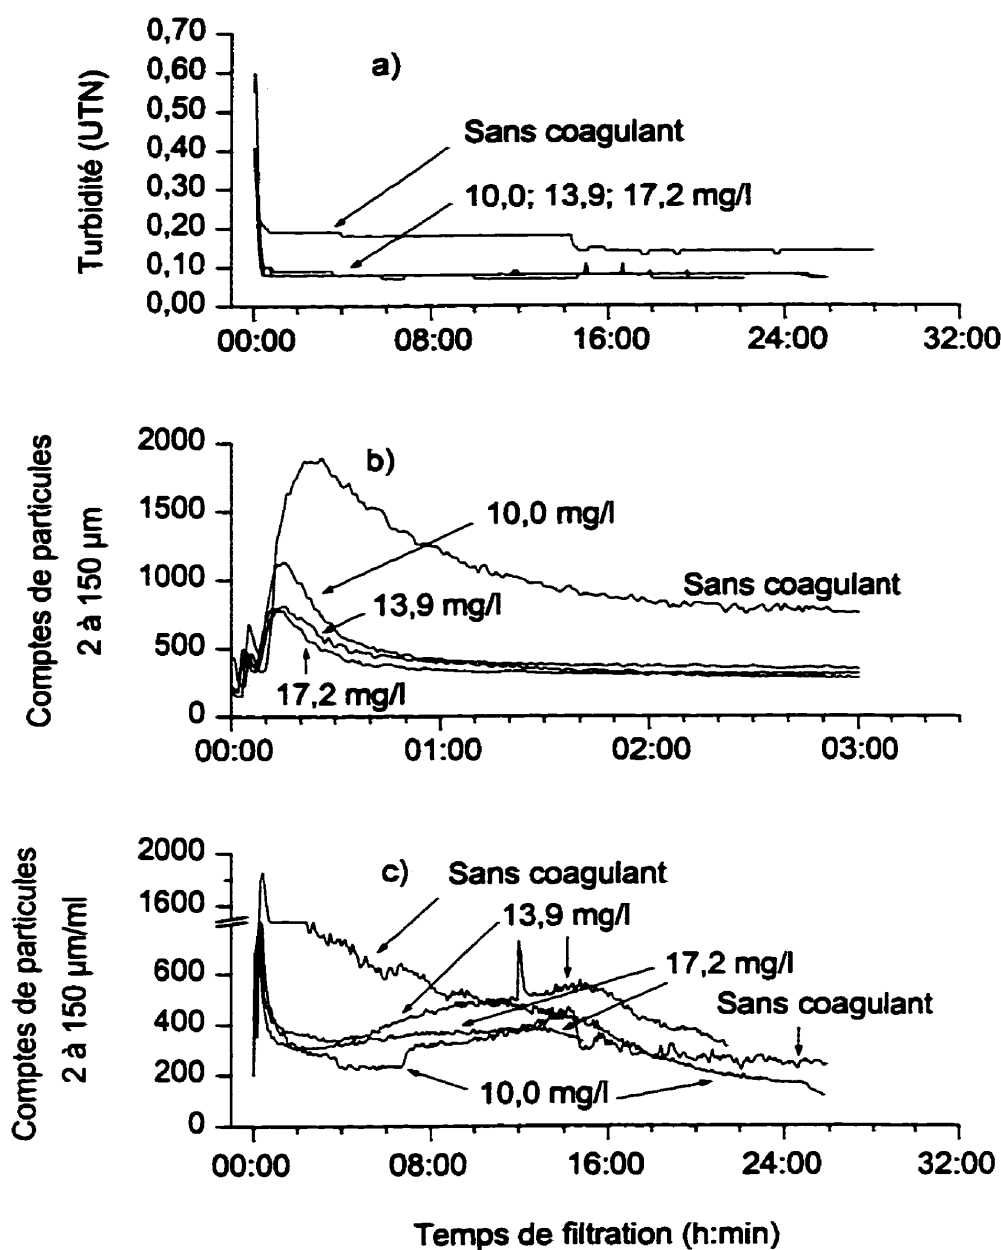 a)
Turbidité (UTN)
0,70
0,60
0,50
0,40
0,30
0,20
0,10
0,00
Sans coagulant
10,0; 13,9; 17,2 mg/l
00:00 08:00 16:00 24:00 32:00
b)
Comptes de particules
2 à 150 µm
2000
1500
1000
500
0
10,0 mg/l
Sans coagulant
13,9 mg/l
17,2 mg/l
00:00 01:00 02:00 03:00
c)
Comptes de particules
2 à 150 µm/ml
2000
1600
600
400
200
0
Sans coagulant
13,9 mg/l
17,2 mg/l
Sans coagulant
10,0 mg/l
00:00 08:00 16:00 24:00 32:00
Temps de filtration (h:min)